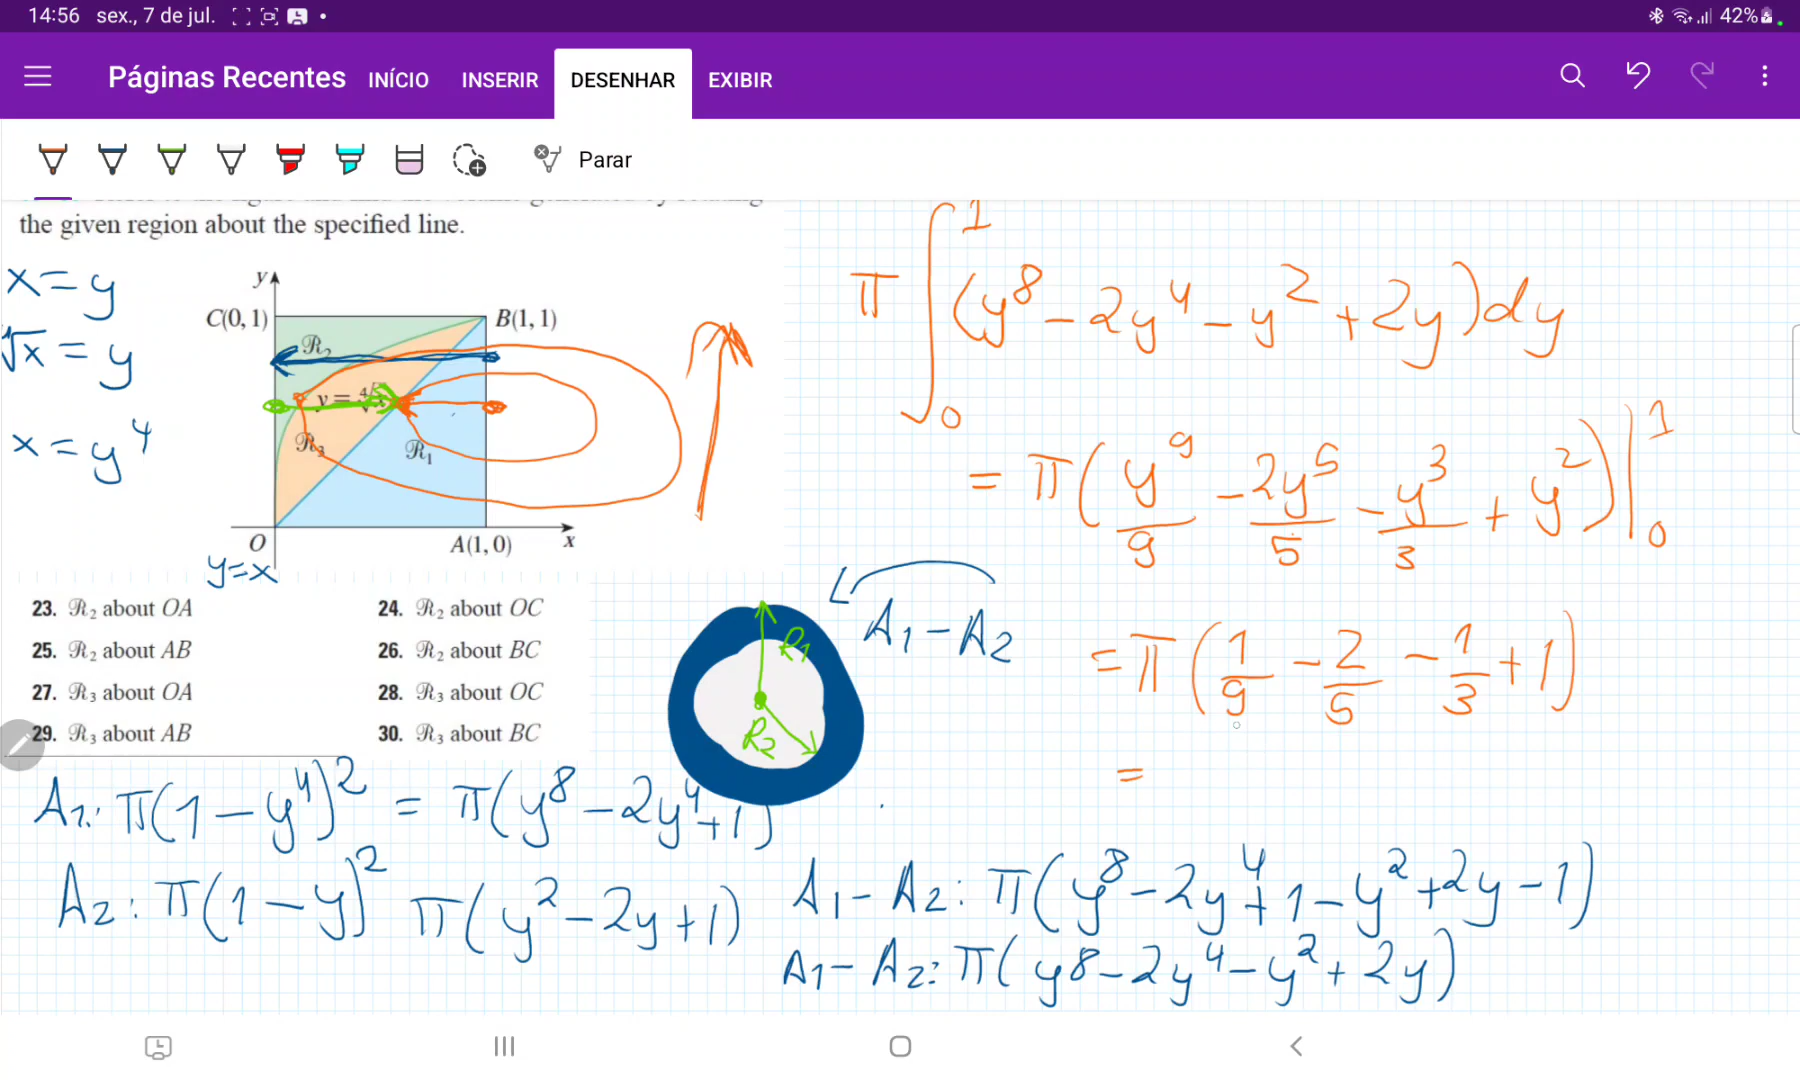 14:56 sex., 7 de jul. 42%
Páginas Recentes INÍCIO INSERIR DESENHAR EXIBIR
Parar
the given region about the specified line.
x = y
∜x = y
x = y⁴
y
C(0, 1)
B(1, 1)
ℛ₂
y = ∜x
ℛ₃
ℛ₁
O
A(1, 0)
x
y=x
23. ℛ₂ about OA
24. ℛ₂ about OC
25. ℛ₂ about AB
26. ℛ₂ about BC
27. ℛ₃ about OA
28. ℛ₃ about OC
29. ℛ₃ about AB
30. ℛ₃ about BC
R₁
R₂
A₁ - A₂
A₁: π(1 - y⁴)² = π(y⁸ - 2y⁴ + 1)
A₂: π(1 - y)² π(y² - 2y + 1)
π ∫₀¹ (y⁸ - 2y⁴ - y² + 2y)dy
= π(y⁹/9 - 2y⁵/5 - y³/3 + y²)|₀¹
= π(1/9 - 2/5 - 1/3 + 1)
=
A₁ - A₂: π(y⁸ - 2y⁴ + 1 - y² + 2y - 1)
A₁ - A₂: π(y⁸ - 2y⁴ - y² + 2y)